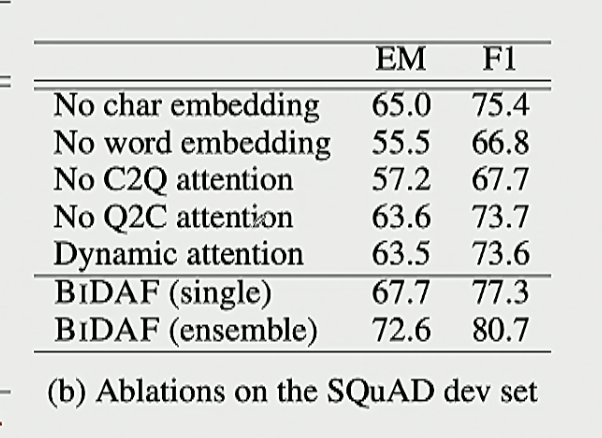 EM F1
No char embedding 65.0 75.4
No word embedding 55.5 66.8
No C2Q attention 57.2 67.7
No Q2C attention 63.6 73.7
Dynamic attention 63.5 73.6
BIDAF (single) 67.7 77.3
BIDAF (ensemble) 72.6 80.7
(b) Ablations on the SQuAD dev set